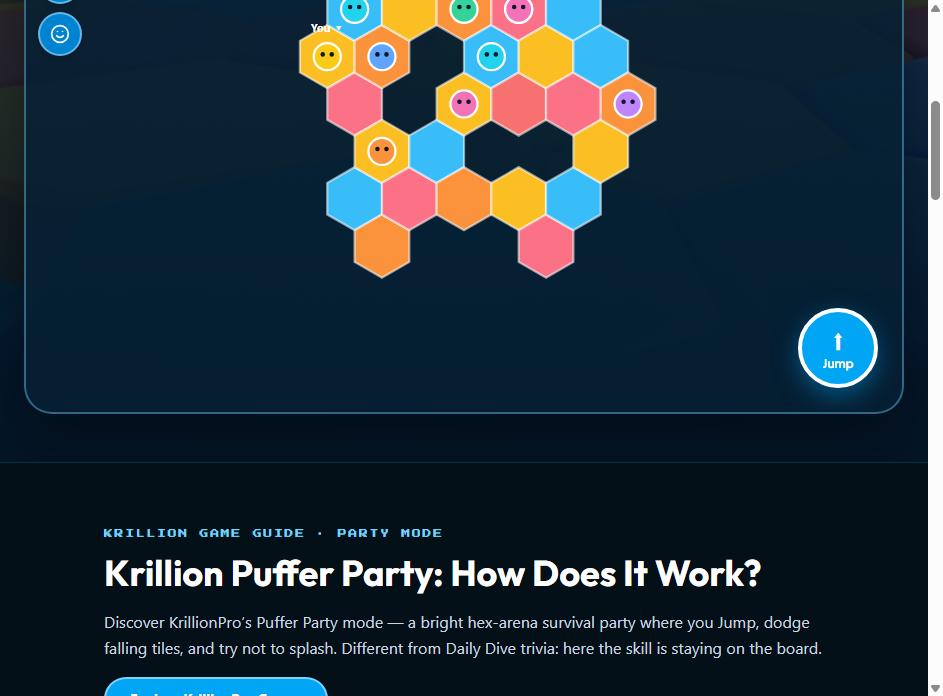 You ▼
Jump
KRILLION GAME GUIDE · PARTY MODE
Krillion Puffer Party: How Does It Work?
Discover KrillionPro's Puffer Party mode — a bright hex-arena survival party where you Jump, dodge
falling tiles, and try not to splash. Different from Daily Dive trivia: here the skill is staying on the board.